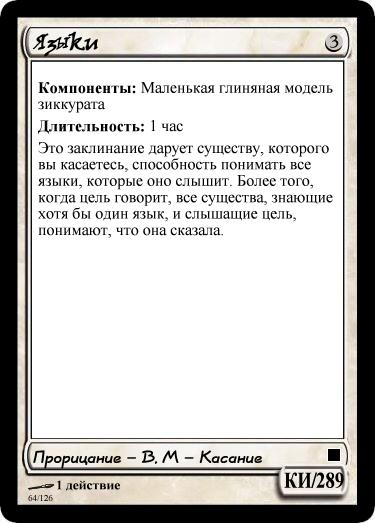 Языки 3
Компоненты: Маленькая глиняная модель
зиккурата
Длительность: 1 час
Это заклинание дарует существу, которого
вы касаетесь, способность понимать все
языки, которые оно слышит. Более того,
когда цель говорит, все существа, знающие
хотя бы один язык, и слышащие цель,
понимают, что она сказала.
Прорицание – В, М – Касание
1 действие
КИ/289
64/126